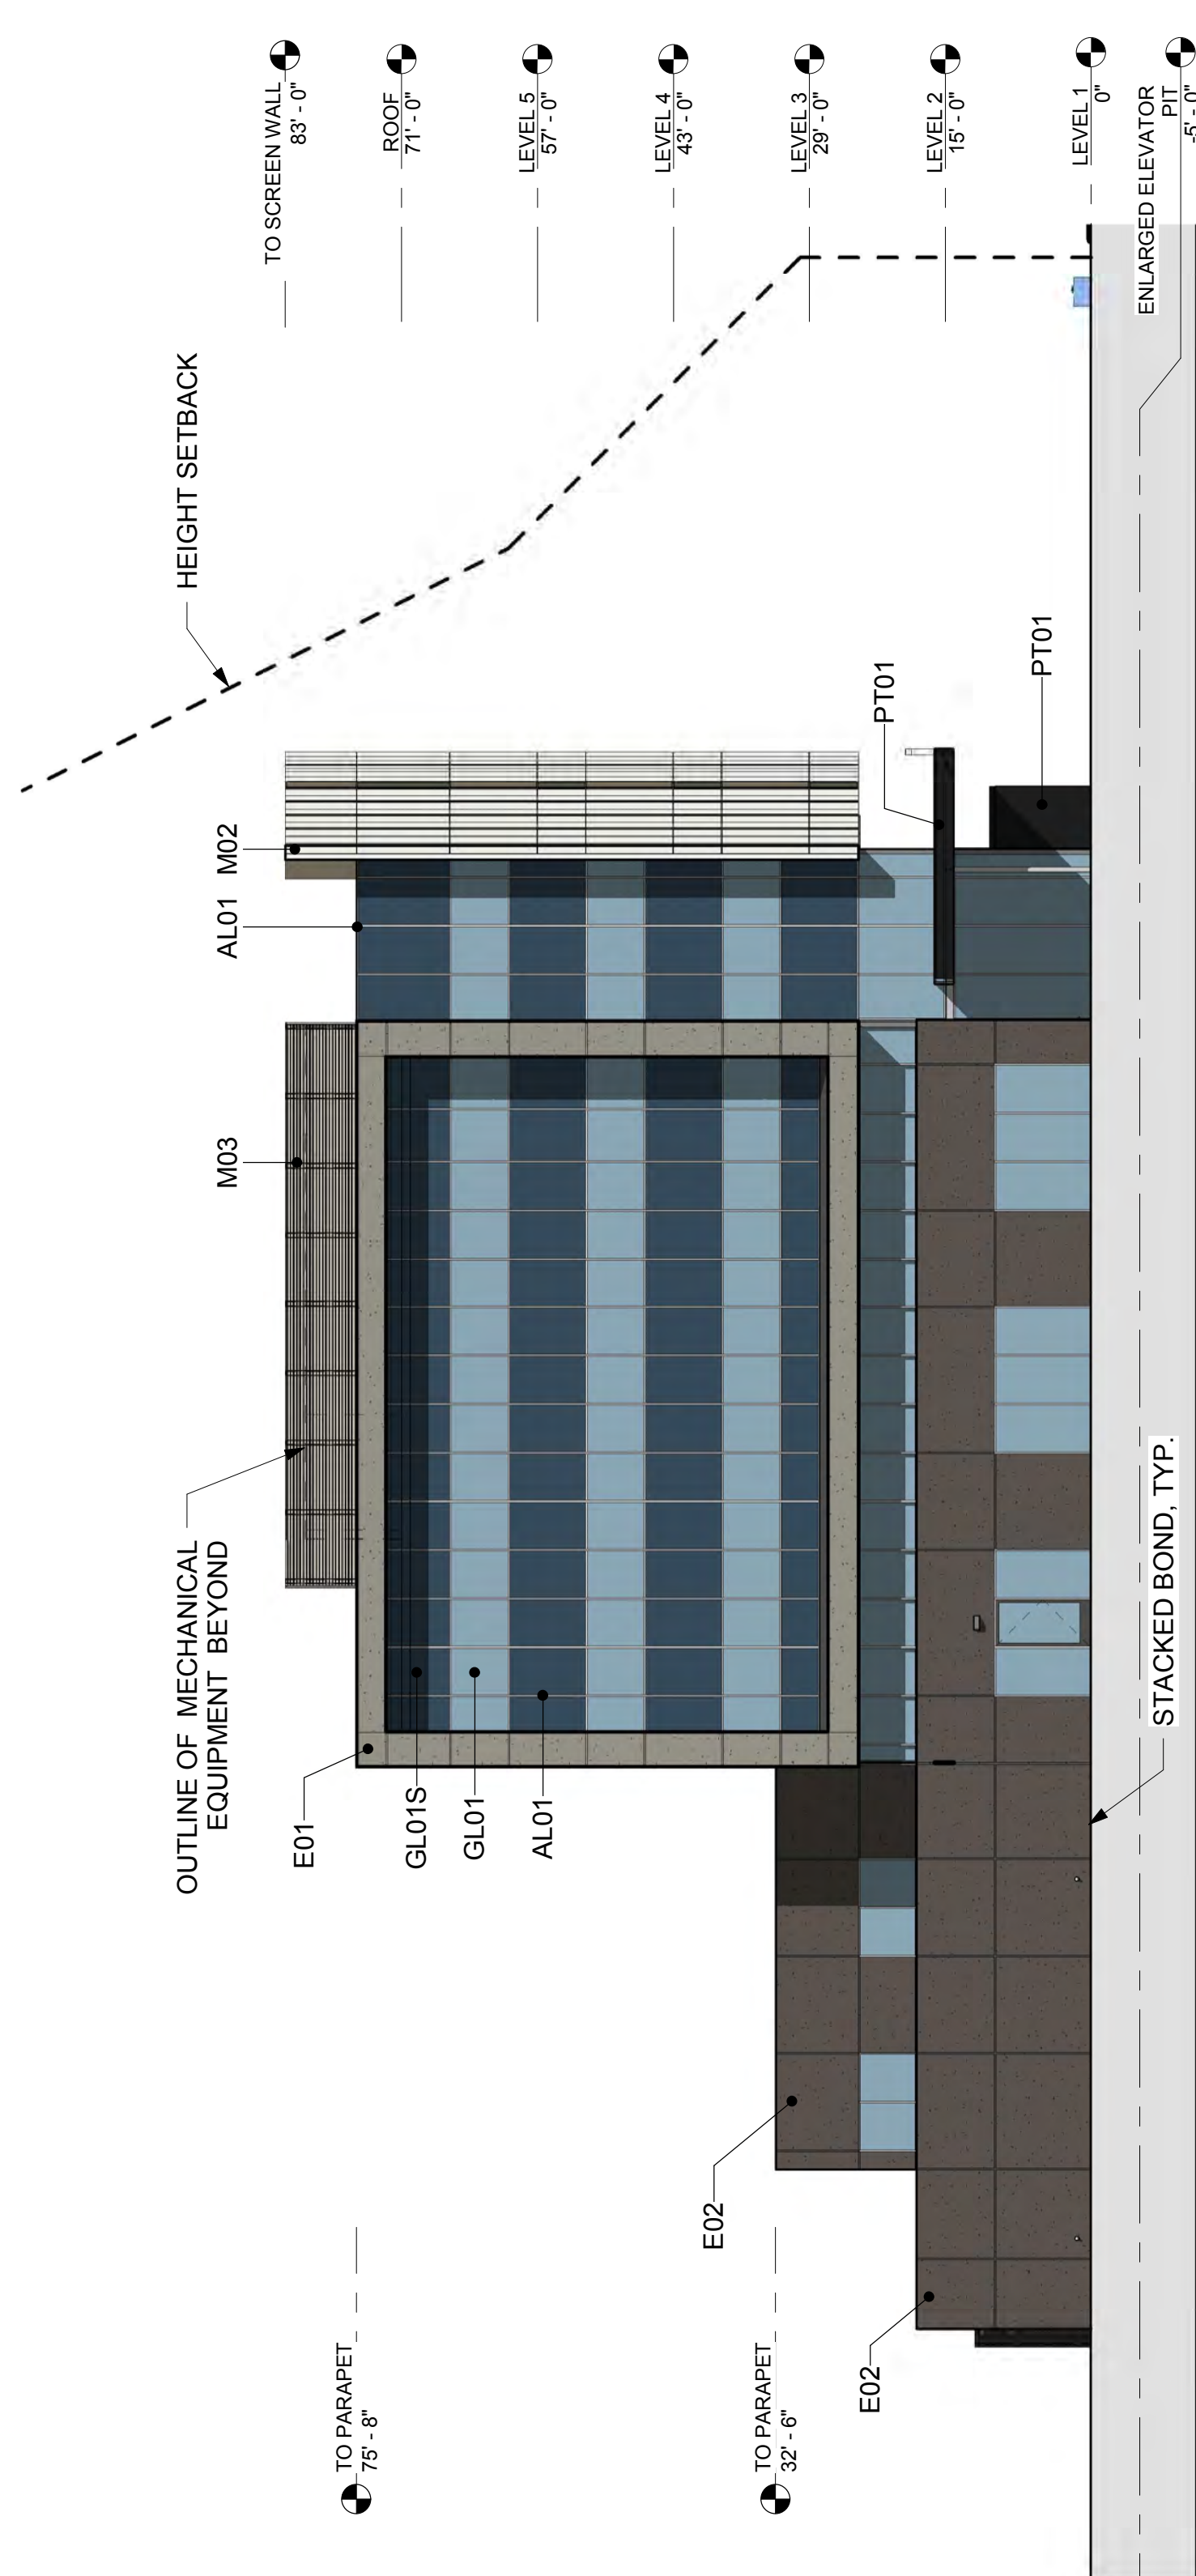 TO SCREEN WALL
83' - 0"
ROOF
71' - 0"
LEVEL 5
57' - 0"
LEVEL 4
43' - 0"
LEVEL 3
29' - 0"
LEVEL 2
15' - 0"
LEVEL 1
0"
ENLARGED ELEVATOR
PIT
-5' - 0"
HEIGHT SETBACK
PT01
PT01
M02
AL01
M03
OUTLINE OF MECHANICAL
EQUIPMENT BEYOND
E01
GL01S
GL01
AL01
STACKED BOND, TYP.
E02
E02
TO PARAPET
75' - 8"
TO PARAPET
32' - 6"